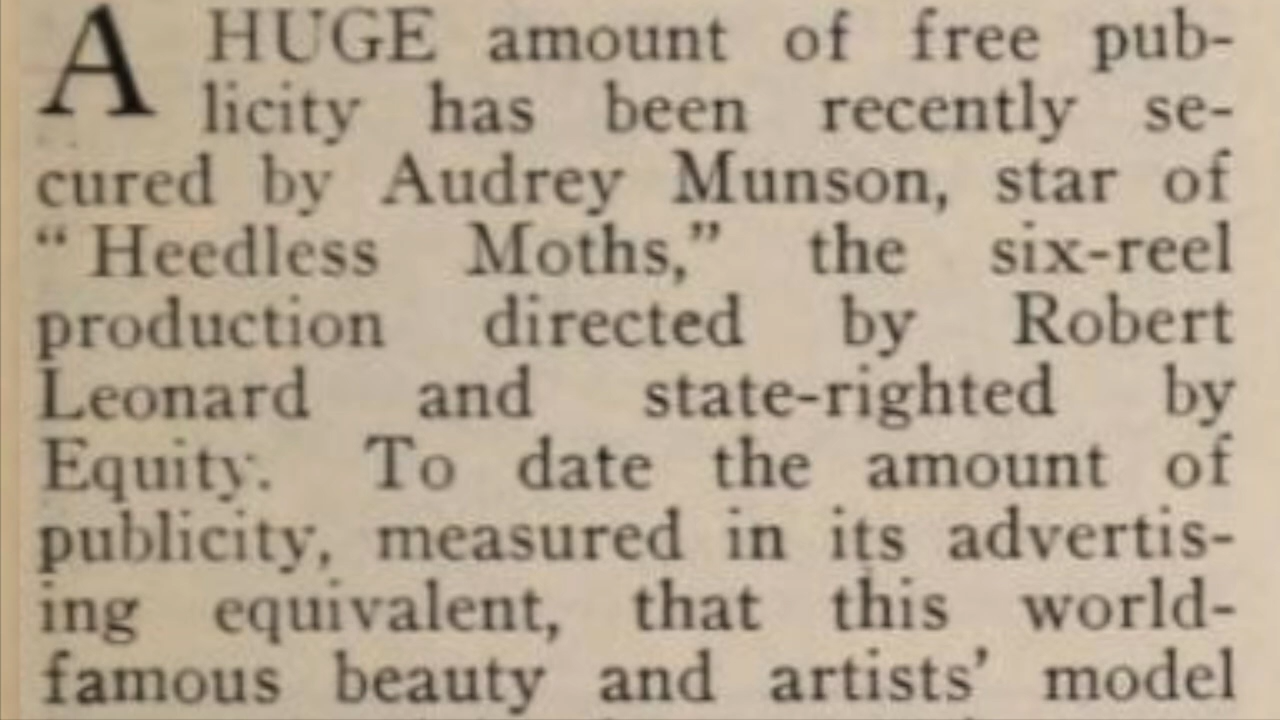 A HUGE amount of free pub-
licity has been recently se-
cured by Audrey Munson, star of
“ Heedless Moths,” the six-reel
production directed by Robert
Leonard and state-righted by
Equity. To date the amount of
publicity, measured in its advertis-
ing equivalent, that this world-
famous beauty and artists’ model